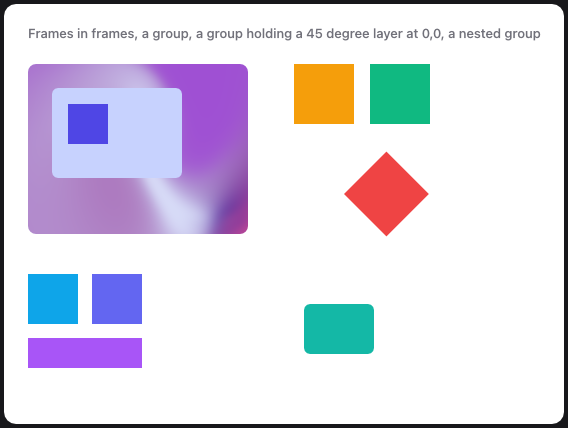 Frames in frames, a group, a group holding a 45 degree layer at 0,0, a nested group